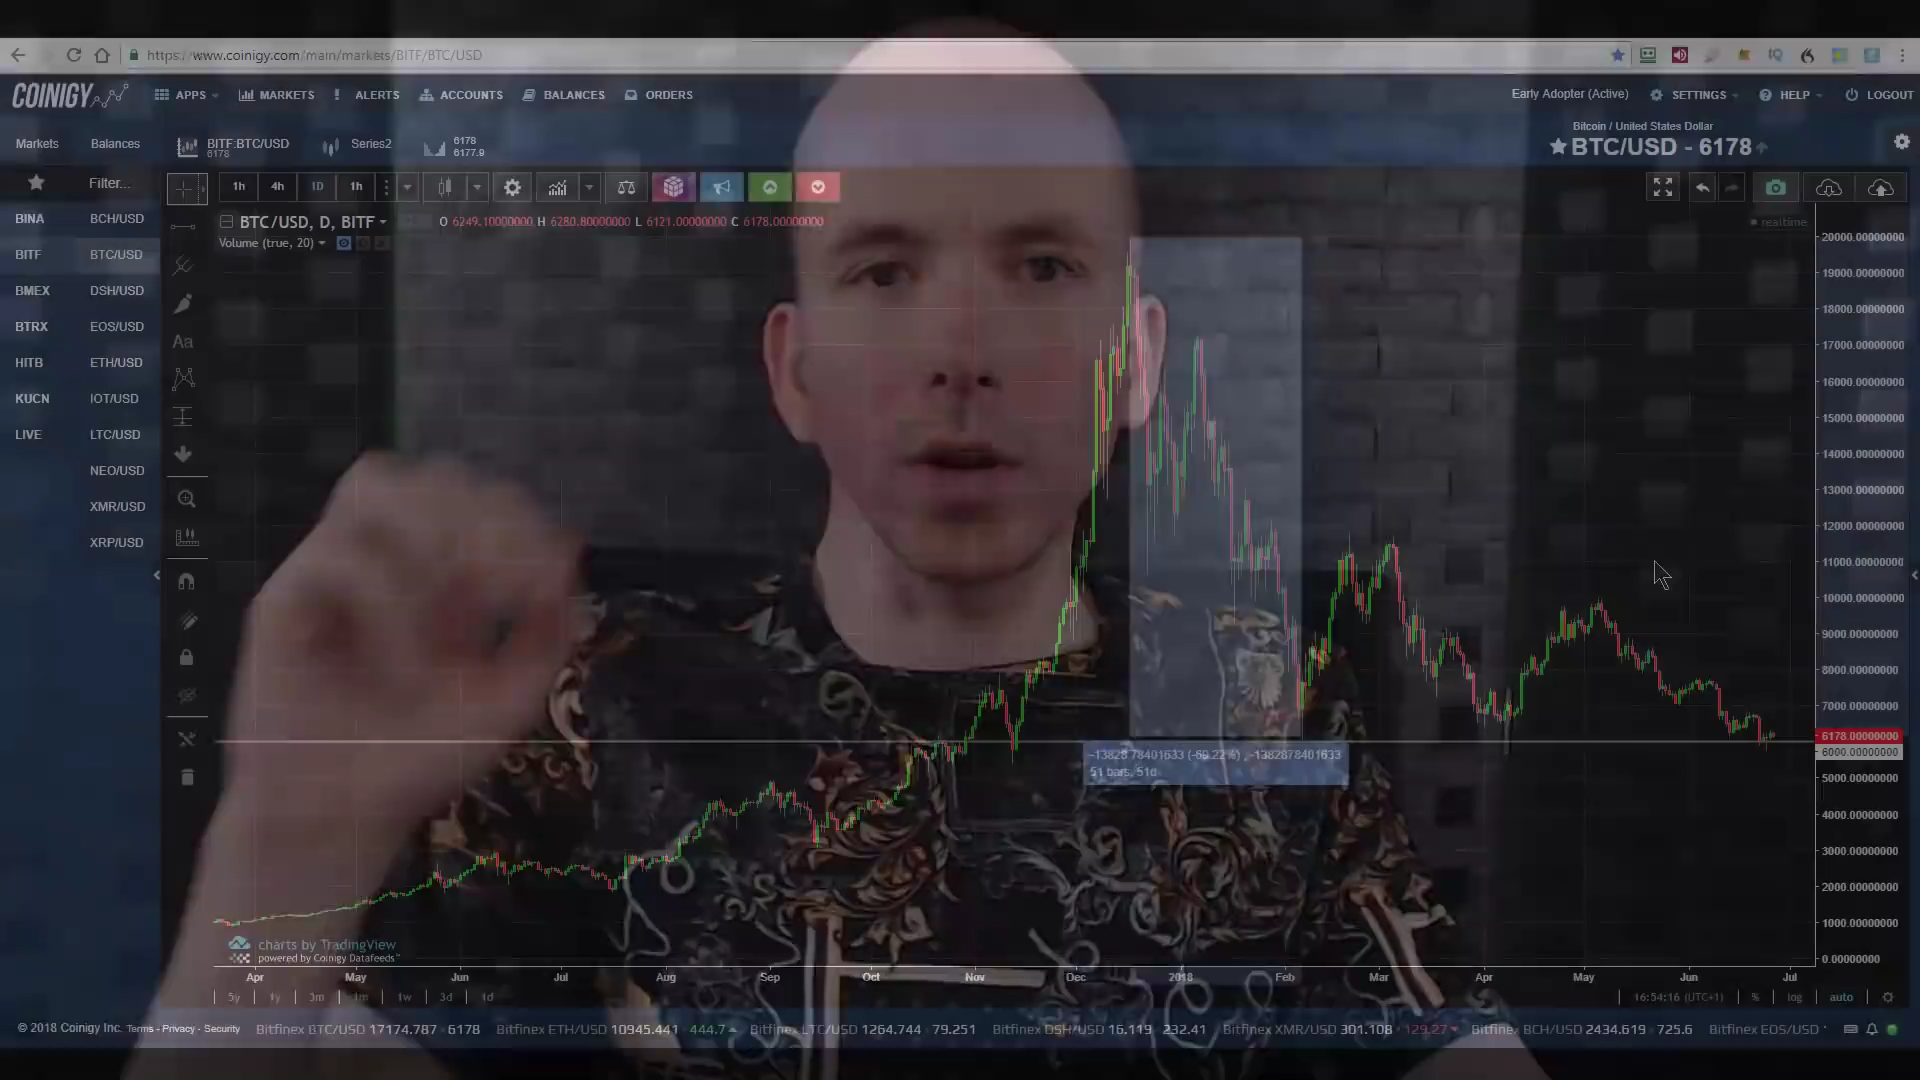 https://www.coinigy.com/main/markets/BITF/BTC/USD
COINIGY
APPS
MARKETS
ALERTS
ACCOUNTS
BALANCES
ORDERS
Early Adopter (Active)
SETTINGS
HELP
LOGOUT
Markets
Balances
BITF:BTC/USD
6178
Series2
6178
6177.9
Bitcoin / United States Dollar
BTC/USD - 6178
Filter...
1h
4h
1D
1h
BTC/USD, D, BITF
O 6249.10000000 H 6280.80000000 L 6121.00000000 C 6178.00000000
Volume (true, 20)
realtime
BINA
BITF
BMEX
BTRX
HITB
KUCN
LIVE
BCH/USD
BTC/USD
DSH/USD
EOS/USD
ETH/USD
IOT/USD
LTC/USD
NEO/USD
XMR/USD
XRP/USD
Aa
20000.00000000
19000.00000000
18000.00000000
17000.00000000
16000.00000000
15000.00000000
14000.00000000
13000.00000000
12000.00000000
11000.00000000
10000.00000000
9000.00000000
8000.00000000
7000.00000000
6178.00000000
6000.00000000
5000.00000000
4000.00000000
3000.00000000
2000.00000000
1000.00000000
0.00000000
51 bars, 51d
charts by TradingView
powered by Coinigy Datafeeds™
Apr
May
Jun
Jul
Aug
Sep
Oct
Nov
Dec
2018
Feb
Mar
Apr
May
Jun
Jul
5y
1y
3m
1m
1w
3d
1d
16:54:16 (UTC+1)
%
log
auto
© 2018 Coinigy Inc. Terms - Privacy - Security
Bitfinex BTC/USD 17174.787 - 6178
Bitfinex ETH/USD 10945.441 - 444.7
Bitfinex LTC/USD 1264.744 - 79.251
Bitfinex DSH/USD 16.119 232.41
Bitfinex XMR/USD 301.108 - 129.27
Bitfinex BCH/USD 2434.619 - 725.6
Bitfinex EOS/USD